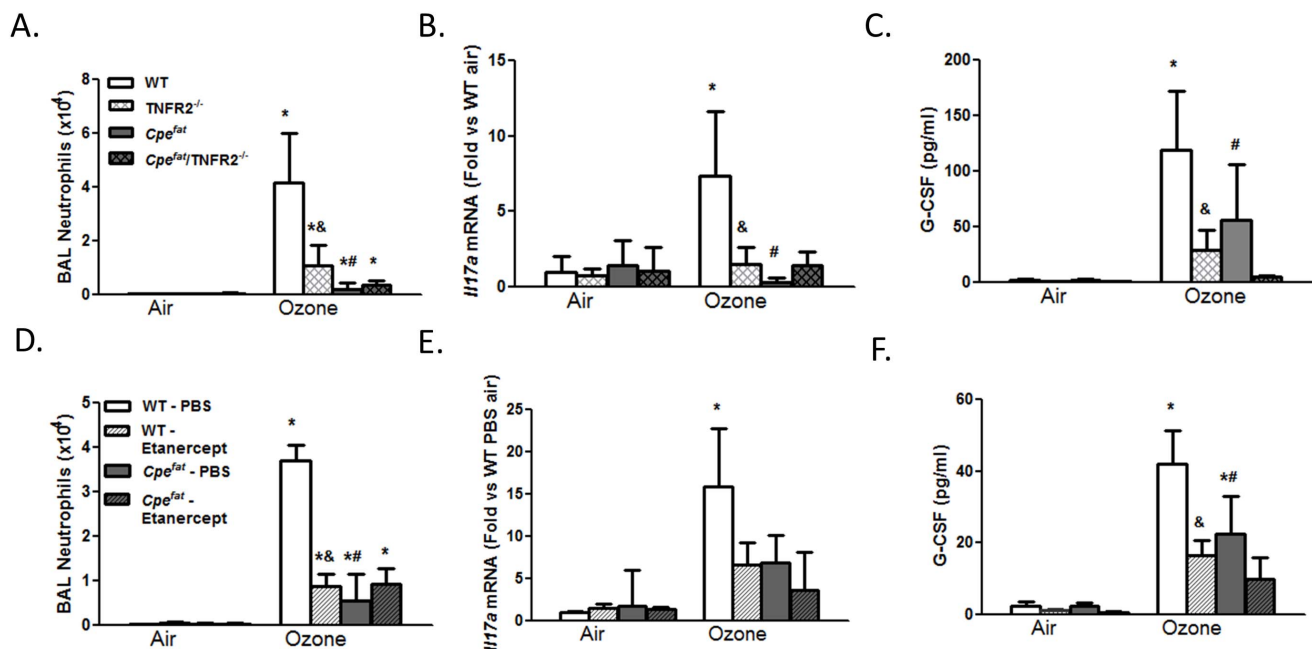 A.
BAL Neutrophils (x10⁴)
8
6
4
2
0
WT
TNFR2⁻/⁻
Cpe^fat
Cpe^fat/TNFR2⁻/⁻
*
*&
*#
*
Air
Ozone
B.
Il17a mRNA (Fold vs WT air)
15
10
5
0
*
&
#
Air
Ozone
C.
G-CSF (pg/ml)
200
150
100
50
0
*
&
#
Air
Ozone
D.
BAL Neutrophils (x10⁴)
5
4
3
2
1
0
WT - PBS
WT -
Etanercept
Cpe^fat - PBS
Cpe^fat -
Etanercept
*
*&
*#
*
Air
Ozone
E.
Il17a mRNA (Fold vs WT PBS air)
25
20
15
10
5
0
*
Air
Ozone
F.
G-CSF (pg/ml)
60
40
20
0
*
&
*#
Air
Ozone